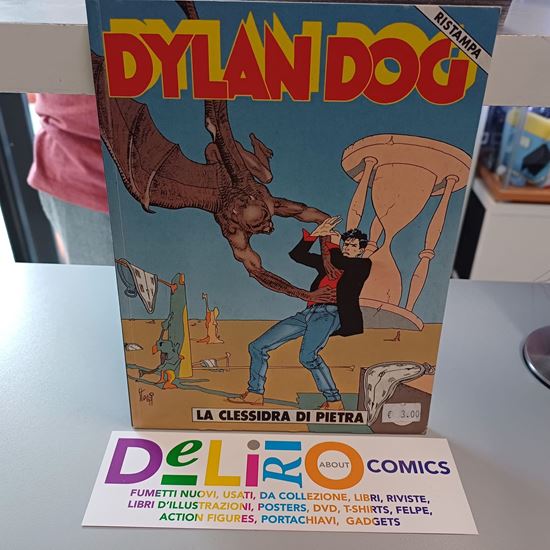 DYLAN DOG
RISTAMPA
LA CLESSIDRA DI PIETRA
€ 3.00
DeLiRiO ABOUT COMICS
FUMETTI NUOVI, USATI, DA COLLEZIONE, LIBRI, RIVISTE,
LIBRI D'ILLUSTRAZIONI, POSTERS, DVD, T-SHIRTS, FELPE,
ACTION FIGURES, PORTACHIAVI, GADGETS